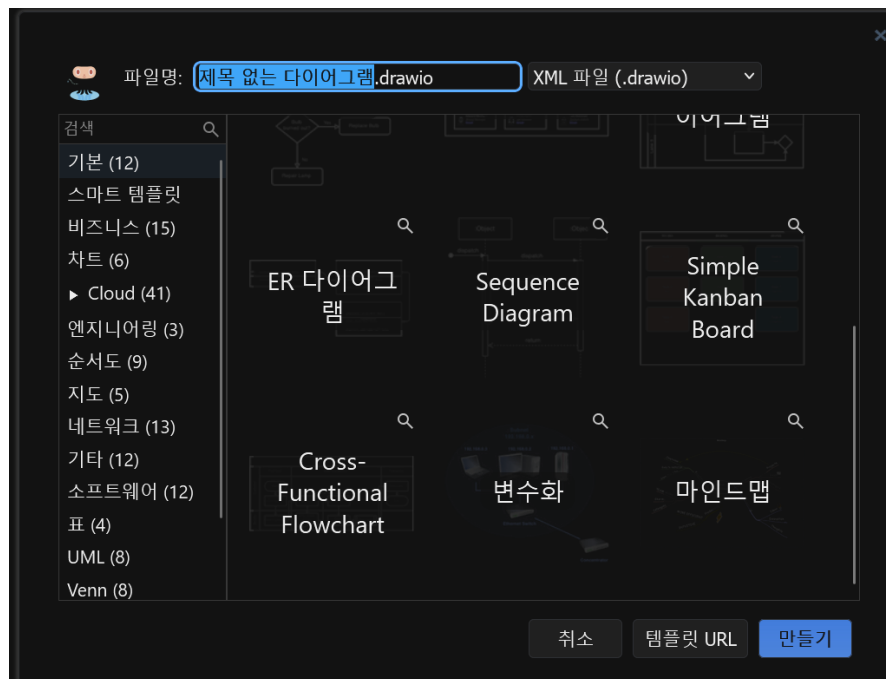 파일명: 제목 없는 다이어그램.drawio XML 파일 (.drawio)
검색
기본 (12)
스마트 템플릿
비즈니스 (15)
차트 (6)
▸ Cloud (41)
엔지니어링 (3)
순서도 (9)
지도 (5)
네트워크 (13)
기타 (12)
소프트웨어 (12)
표 (4)
UML (8)
Venn (8)
이어그램
ER 다이어그
램
Sequence
Diagram
Simple
Kanban
Board
Cross-
Functional
Flowchart
변수화
마인드맵
취소
템플릿 URL
만들기